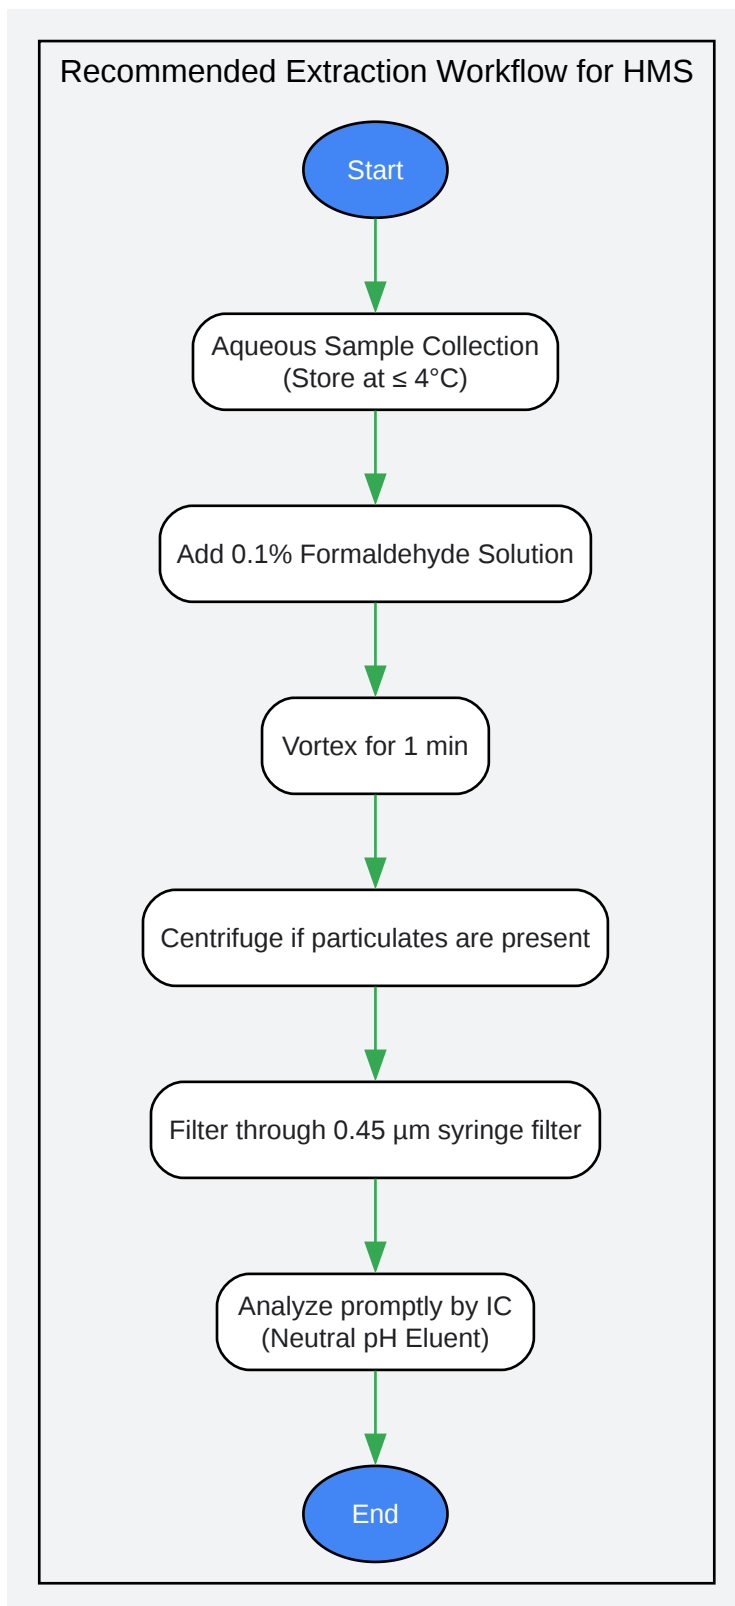 Recommended Extraction Workflow for HMS
Start
Aqueous Sample Collection
(Store at ≤ 4°C)
Add 0.1% Formaldehyde Solution
Vortex for 1 min
Centrifuge if particulates are present
Filter through 0.45 µm syringe filter
Analyze promptly by IC
(Neutral pH Eluent)
End